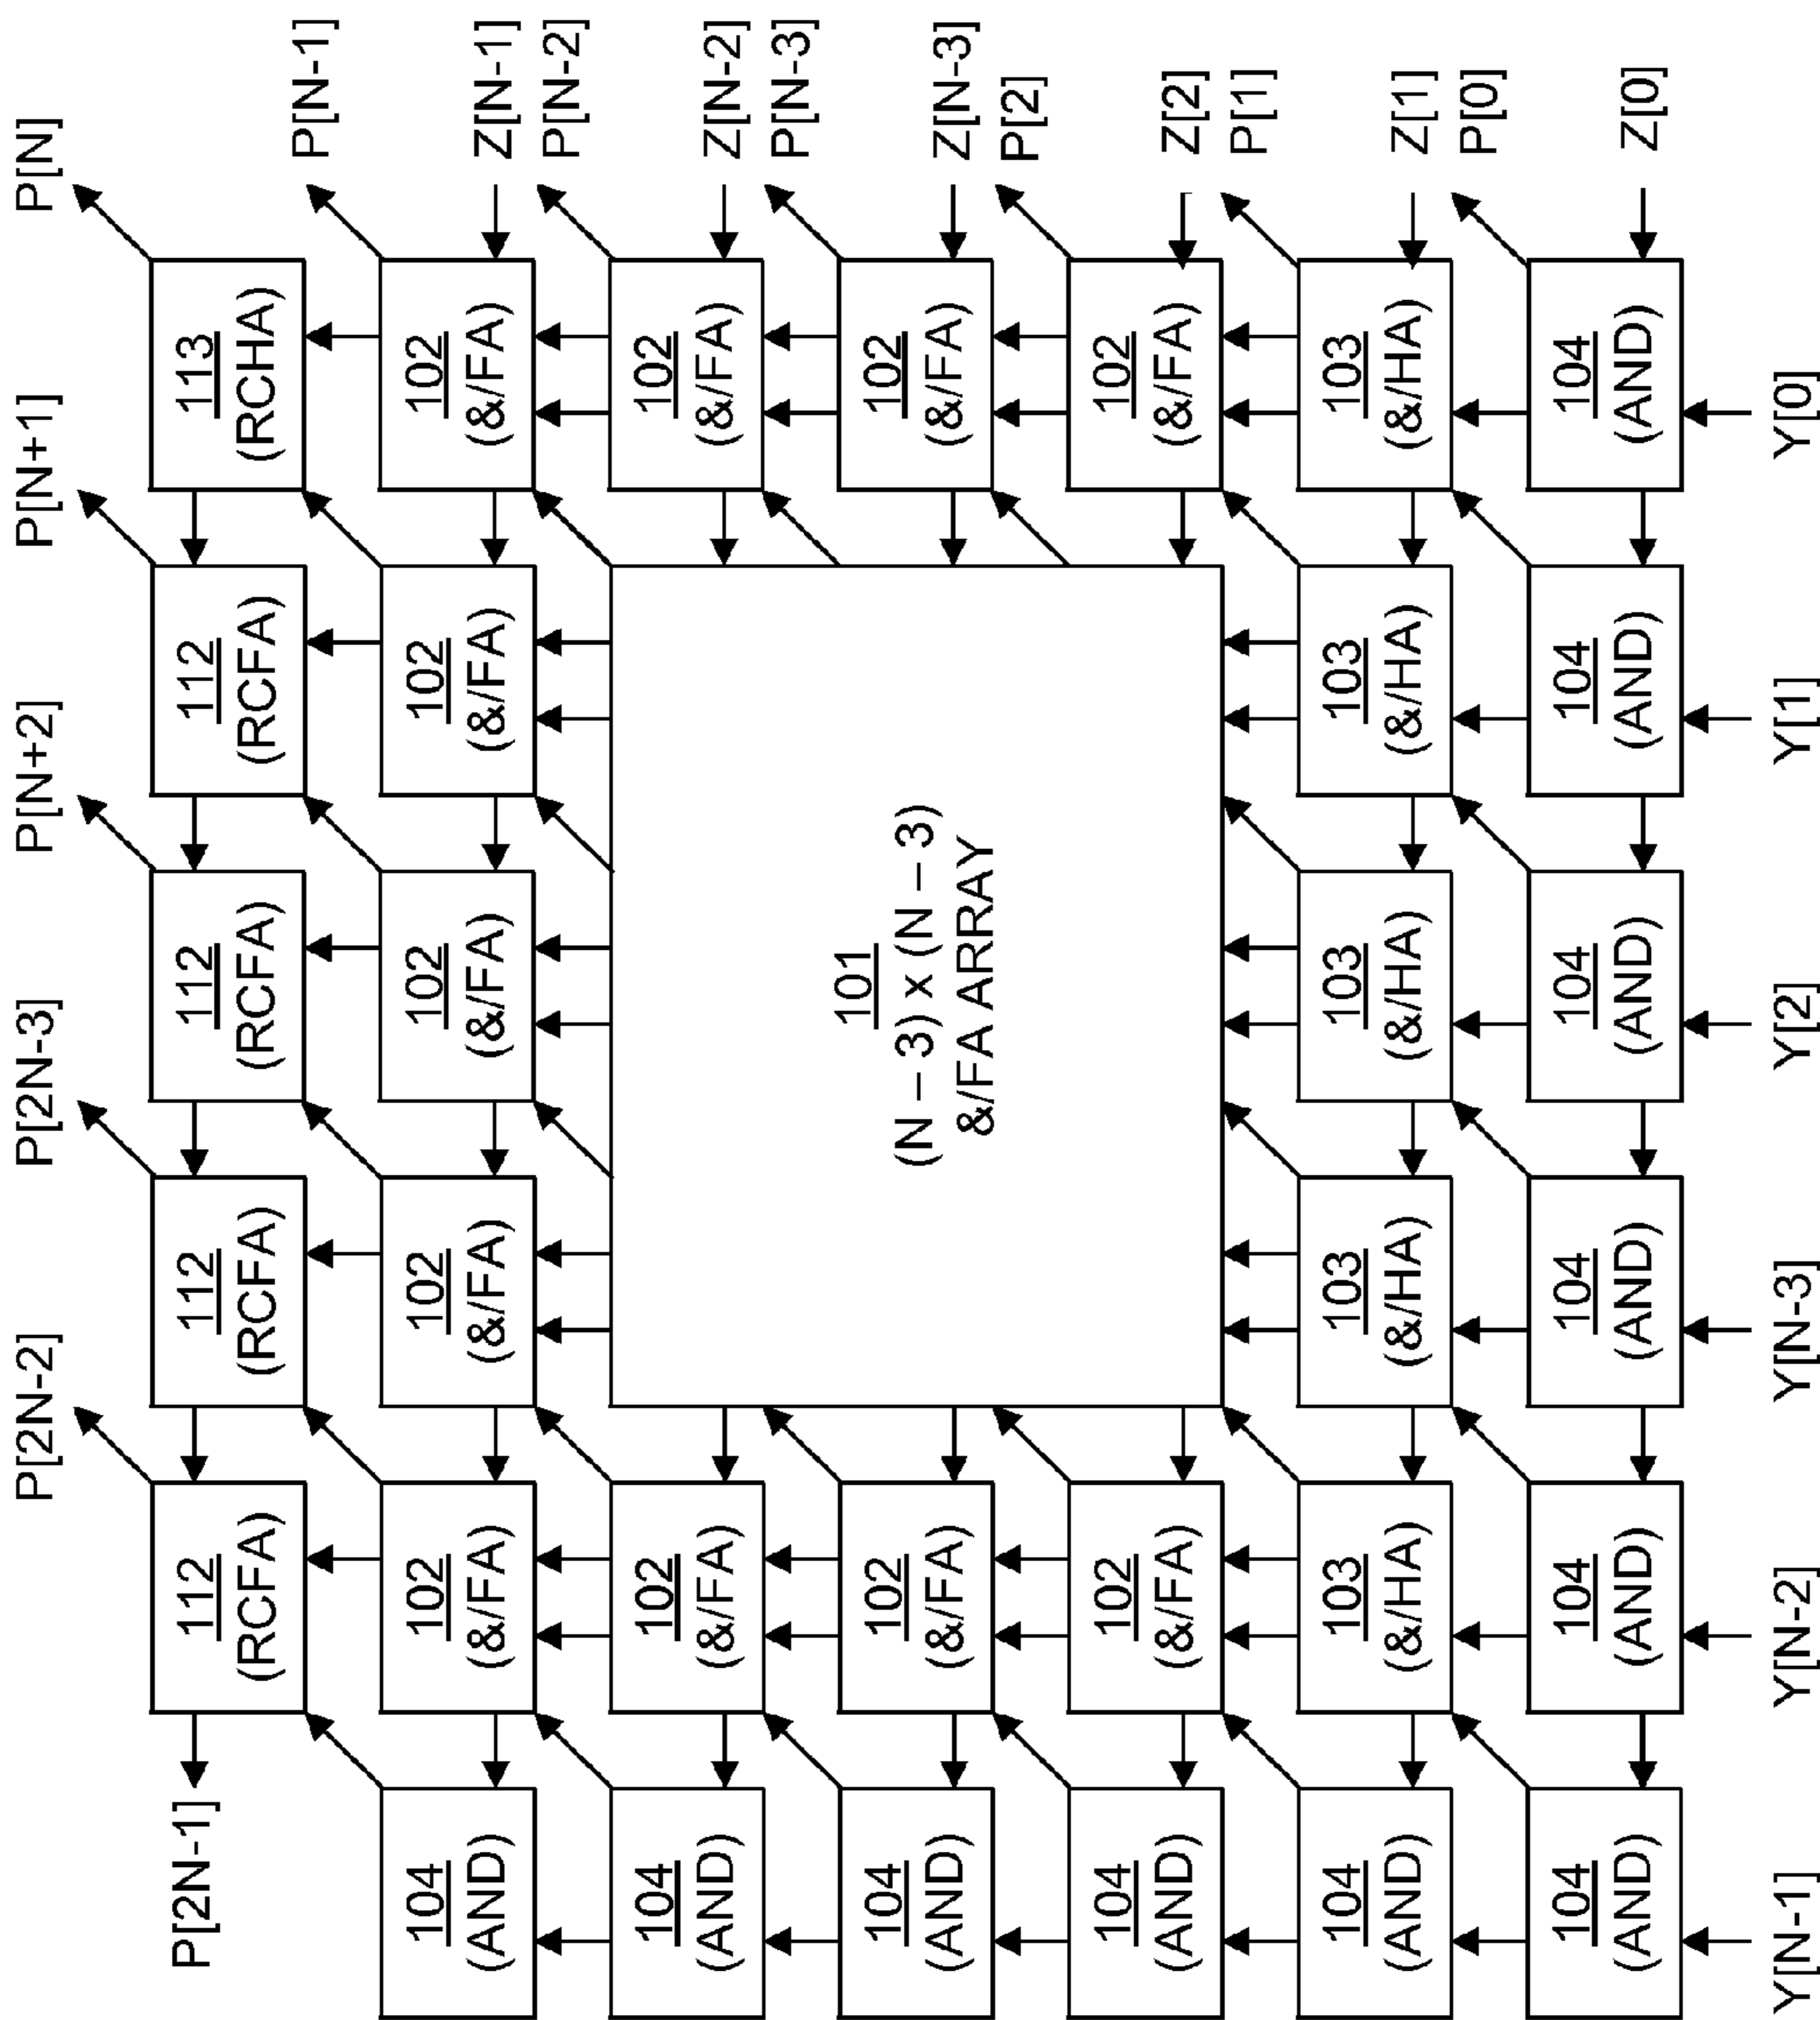 P[2N-2]
P[2N-3]
P[N+2]
P[N+1]
P[N]
P[2N-1]
112
(RCFA)
112
(RCFA)
112
(RCFA)
112
(RCFA)
113
(RCHA)
P[N-1]
104
(AND)
102
(&/FA)
102
(&/FA)
102
(&/FA)
102
(&/FA)
102
(&/FA)
Z[N-1]
P[N-2]
104
(AND)
102
(&/FA)
102
(&/FA)
Z[N-2]
P[N-3]
104
(AND)
102
(&/FA)
101
(N – 3) x (N – 3)
&/FA ARRAY
102
(&/FA)
Z[N-3]
P[2]
104
(AND)
102
(&/FA)
102
(&/FA)
Z[2]
P[1]
104
(AND)
103
(&/HA)
103
(&/HA)
103
(&/HA)
103
(&/HA)
103
(&/HA)
Z[1]
P[0]
104
(AND)
104
(AND)
104
(AND)
104
(AND)
104
(AND)
104
(AND)
Z[0]
Y[N-1]
Y[N-2]
Y[N-3]
Y[2]
Y[1]
Y[0]